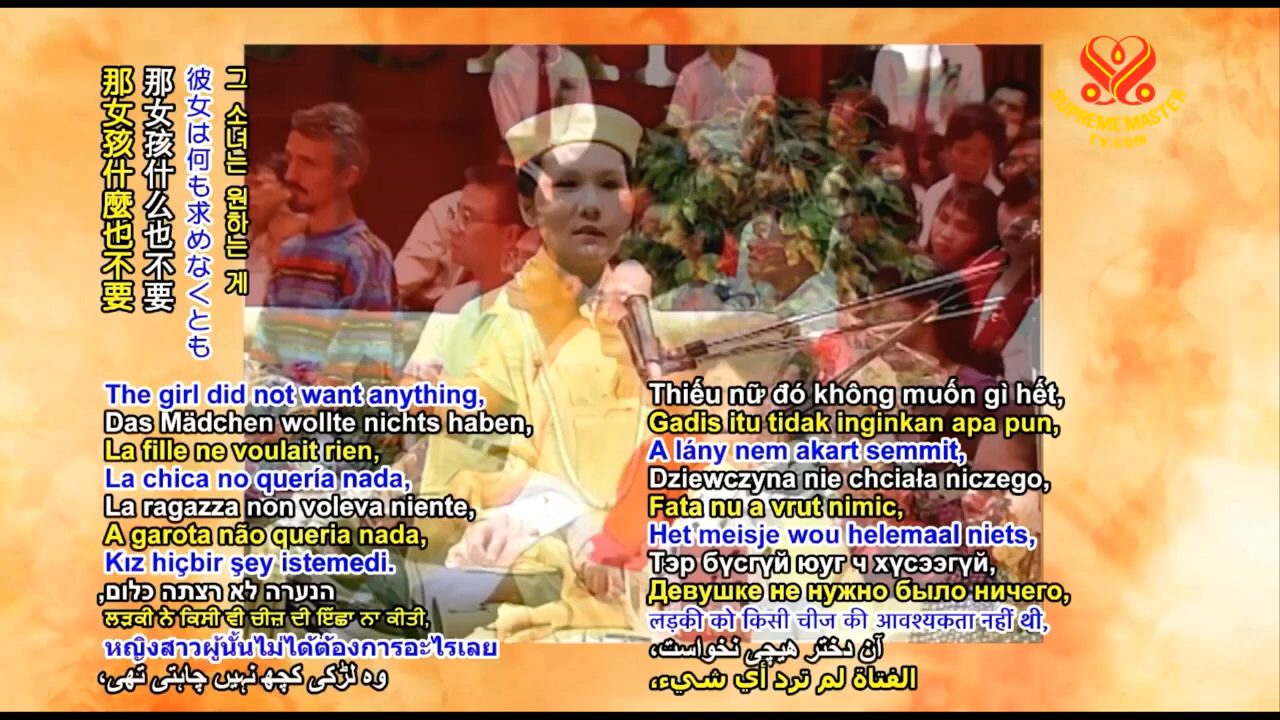 그 소녀는 원하는 게
彼女は何も求めなくとも
那女孩什么也不要
那女孩什麼也不要
SUPREME MASTER
TV.com
The girl did not want anything,
Das Mädchen wollte nichts haben,
La fille ne voulait rien,
La chica no quería nada,
La ragazza non voleva niente,
A garota não queria nada,
Kız hiçbir şey istemedi.
הנערה לא רצתה כלום,
ਲੜਕੀ ਨੇ ਕਿਸੀ ਵੀ ਚੀਜ਼ ਦੀ ਇੱਛਾ ਨਾ ਕੀਤੀ,
หญิงสาวผู้นั้นไม่ได้ต้องการอะไรเลย
وہ لڑکی کچھ نہیں چاہتی تھی،
Thiếu nữ đó không muốn gì hết,
Gadis itu tidak inginkan apa pun,
A lány nem akart semmit,
Dziewczyna nie chciała niczego,
Fata nu a vrut nimic,
Het meisje wou helemaal niets,
Тэр бүсгүй юуг ч хүсээгүй,
Девушке не нужно было ничего,
लड़की को किसी चीज की आवश्यकता नहीं थी,
آن دختر هیچی نخواست،
الفتاة لم ترد أي شيء،